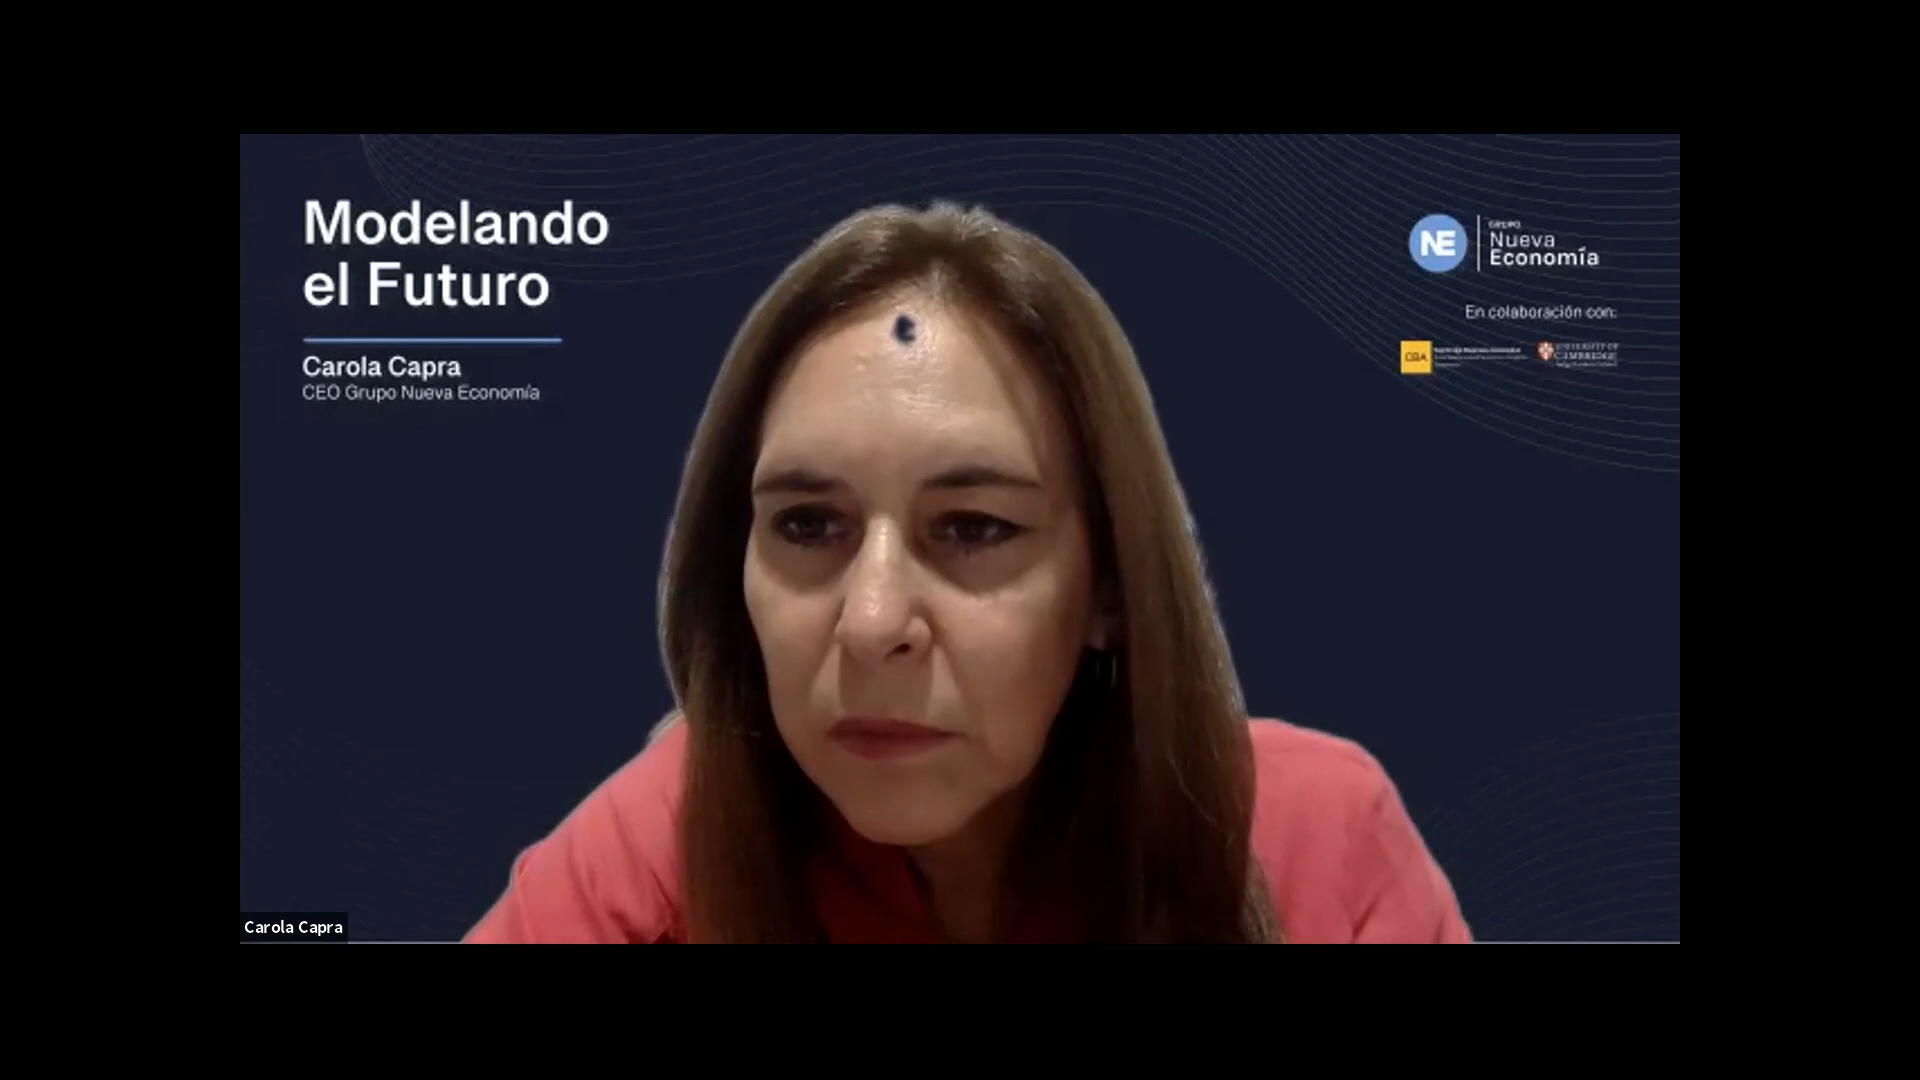 Modelando
el Futuro
Carola Capra
CEO Grupo Nueva Economía
NE
GRUPO
Nueva
Economía
En colaboración con:
CBA
UNIVERSITY OF
CAMBRIDGE
Carola Capra